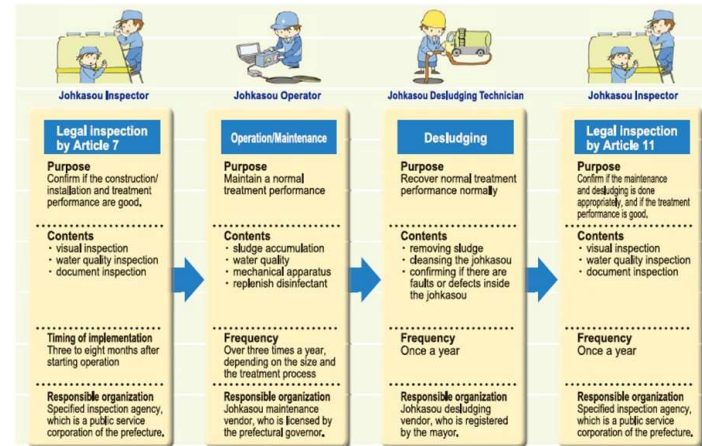 Johkasou Inspector
Johkasou Operator
Johkasou Desludging Technician
Johkasou Inspector
Legal inspection
by Article 7
Purpose
Confirm if the construction/
installation and treatment
performance are good.
Contents
· visual inspection
· water quality inspection
· document inspection
Timing of implementation
Three to eight months after
starting operation
Responsible organization
Specified inspection agency,
which is a public service
corporation of the prefecture.
Operation/Maintenance
Purpose
Maintain a normal
treatment performance
Contents
· sludge accumulation
· water quality
· mechanical apparatus
· replenish disinfectant
Frequency
Over three times a year,
depending on the size and
the treatment process
Responsible organization
Johkasou maintenance
vendor, who is licensed by
the prefectural governor.
Desludging
Purpose
Recover normal treatment
performance normally
Contents
· removing sludge
· cleansing the johkasou
· confirming if there are
faults or defects inside
the johkasou
Frequency
Once a year
Responsible organization
Johkasou desludging
vendor, who is registered
by the mayor.
Legal inspection
by Article 11
Purpose
Confirm if the maintenance
and desludging is done
appropriately, and if the treatment
performance is good.
Contents
· visual inspection
· water quality inspection
· document inspection
Frequency
Once a year
Responsible organization
Specified inspection agency,
which is a public service
corporation of the prefecture.